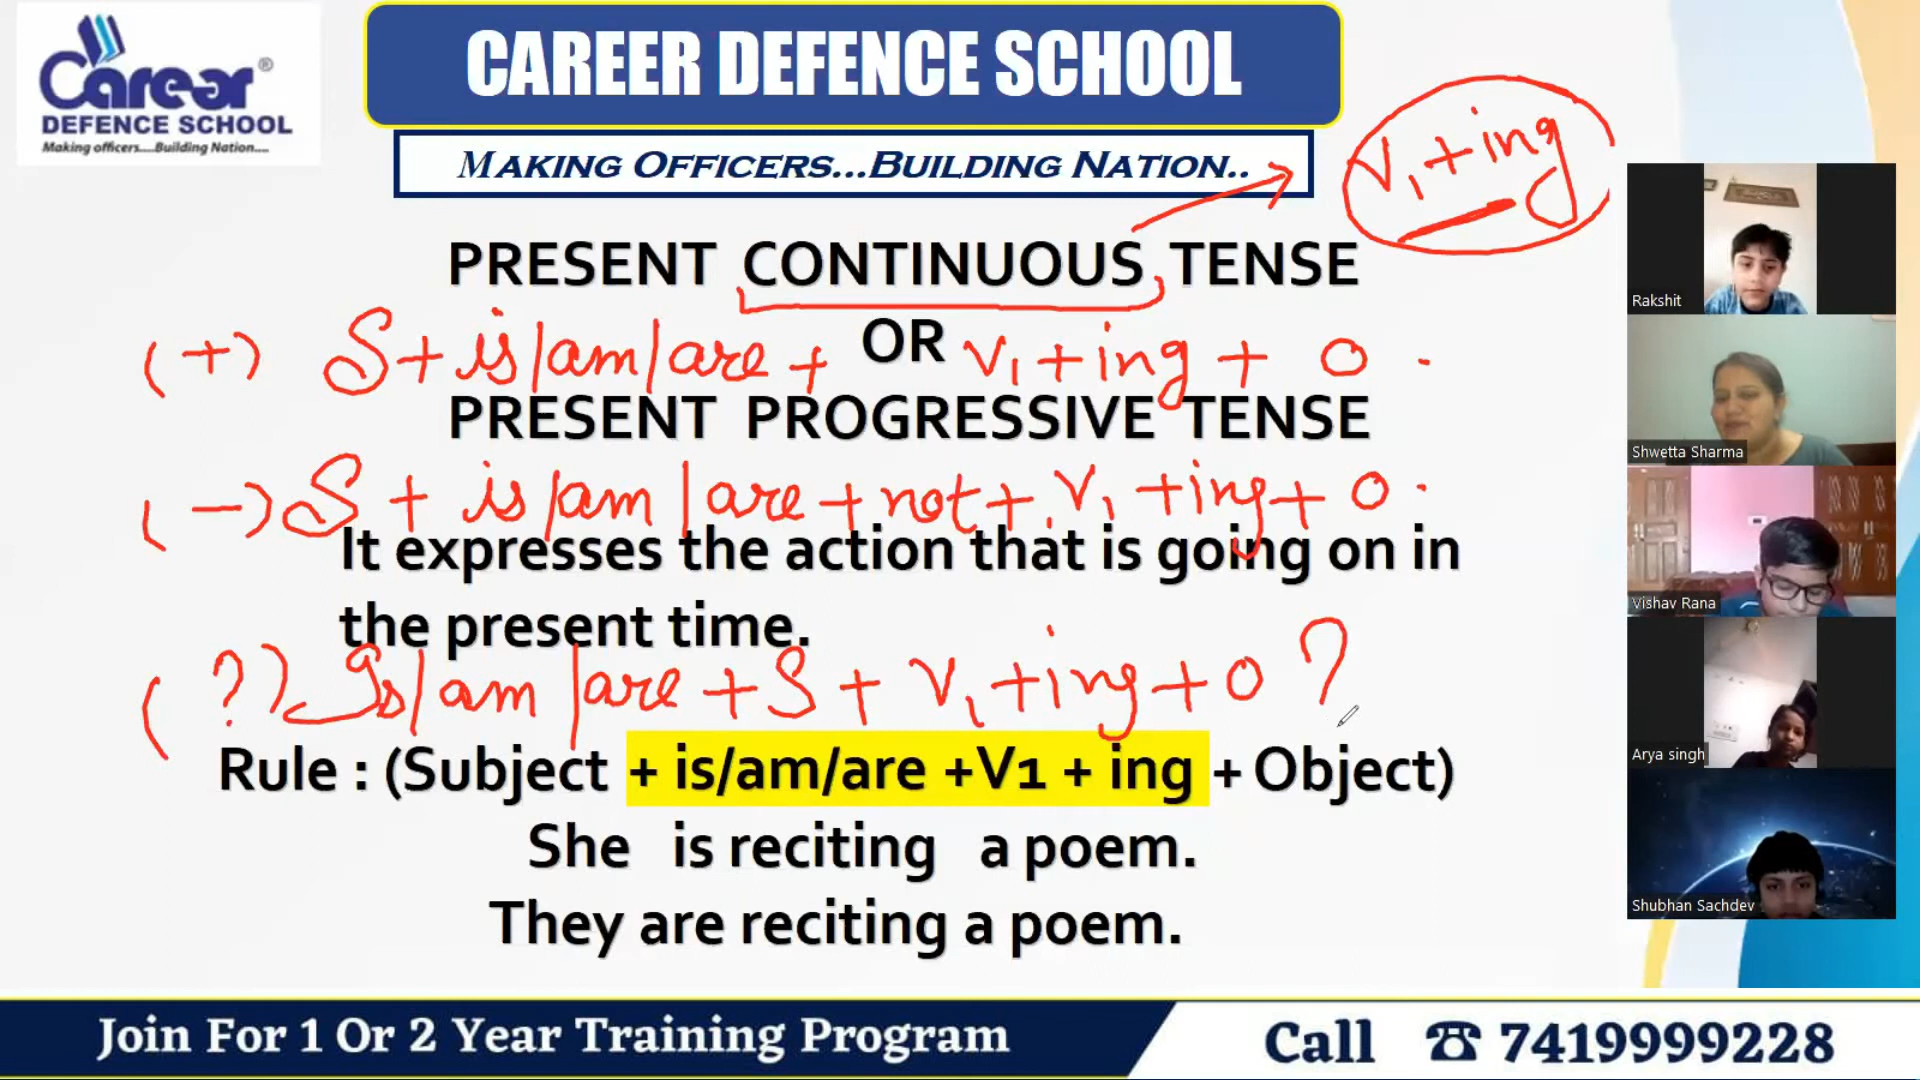 Career®
DEFENCE SCHOOL
Making officers....Building Nation....
CAREER DEFENCE SCHOOL
MAKING OFFICERS...BUILDING NATION..
V1 + ing
PRESENT CONTINUOUS TENSE
(+) S + is/am/are + V1 + ing + O .
OR
PRESENT PROGRESSIVE TENSE
(-) S + is/am/are + not + V1 + ing + O .
It expresses the action that is going on in
the present time.
(??) Is/am/are + S + V1 + ing + O ?
Rule : (Subject + is/am/are +V1 + ing + Object)
She is reciting a poem.
They are reciting a poem.
Rakshit
Shwetta Sharma
Vishav Rana
Arya singh
Shubhan Sachdev
Join For 1 Or 2 Year Training Program
Call ☎ 7419999228